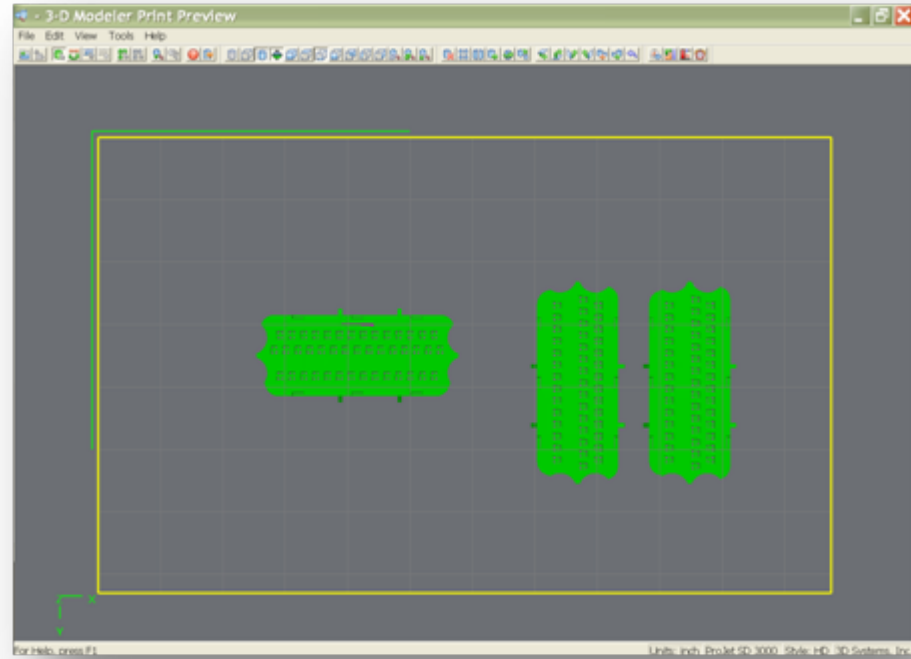 - 3-D Modeler Print Preview
File Edit View Tools Help
X
Y
For Help, press F1
Units: inch ProJet SD 3000 Style: HD 3D Systems, Inc